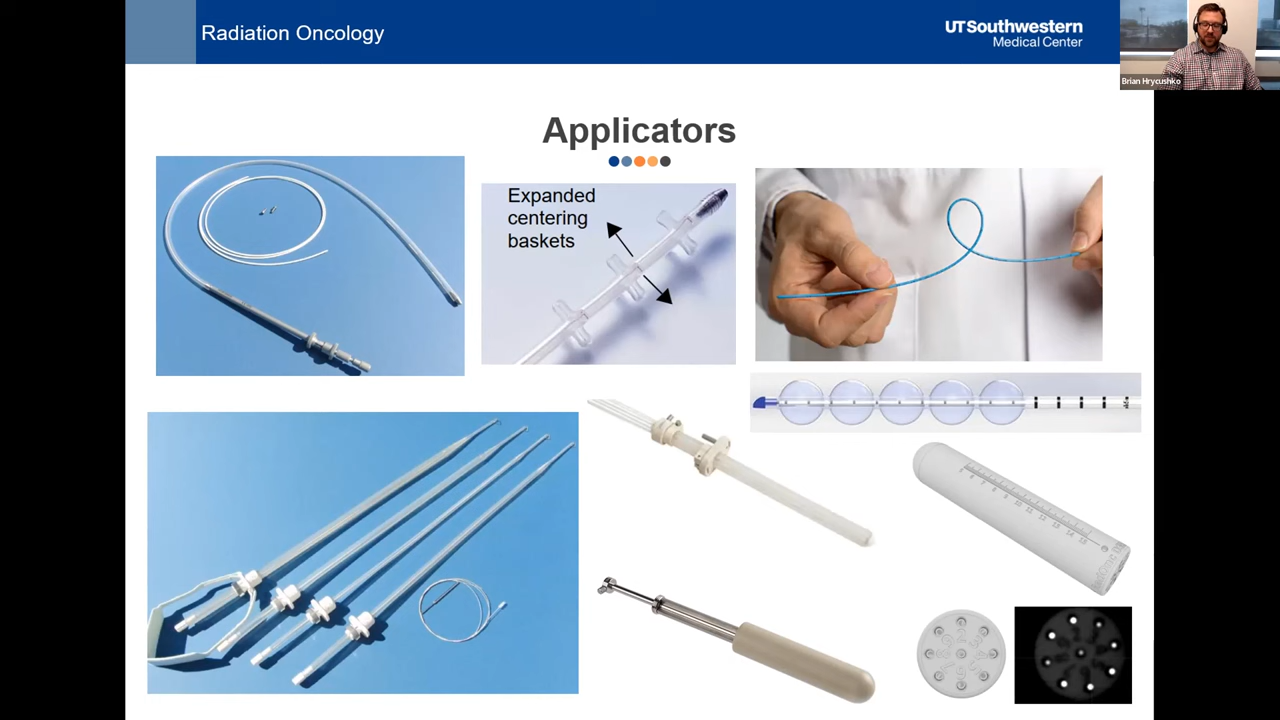 Radiation Oncology
UTSouthwestern
Medical Center
Brian Hrycushko
Applicators
Expanded
centering
baskets